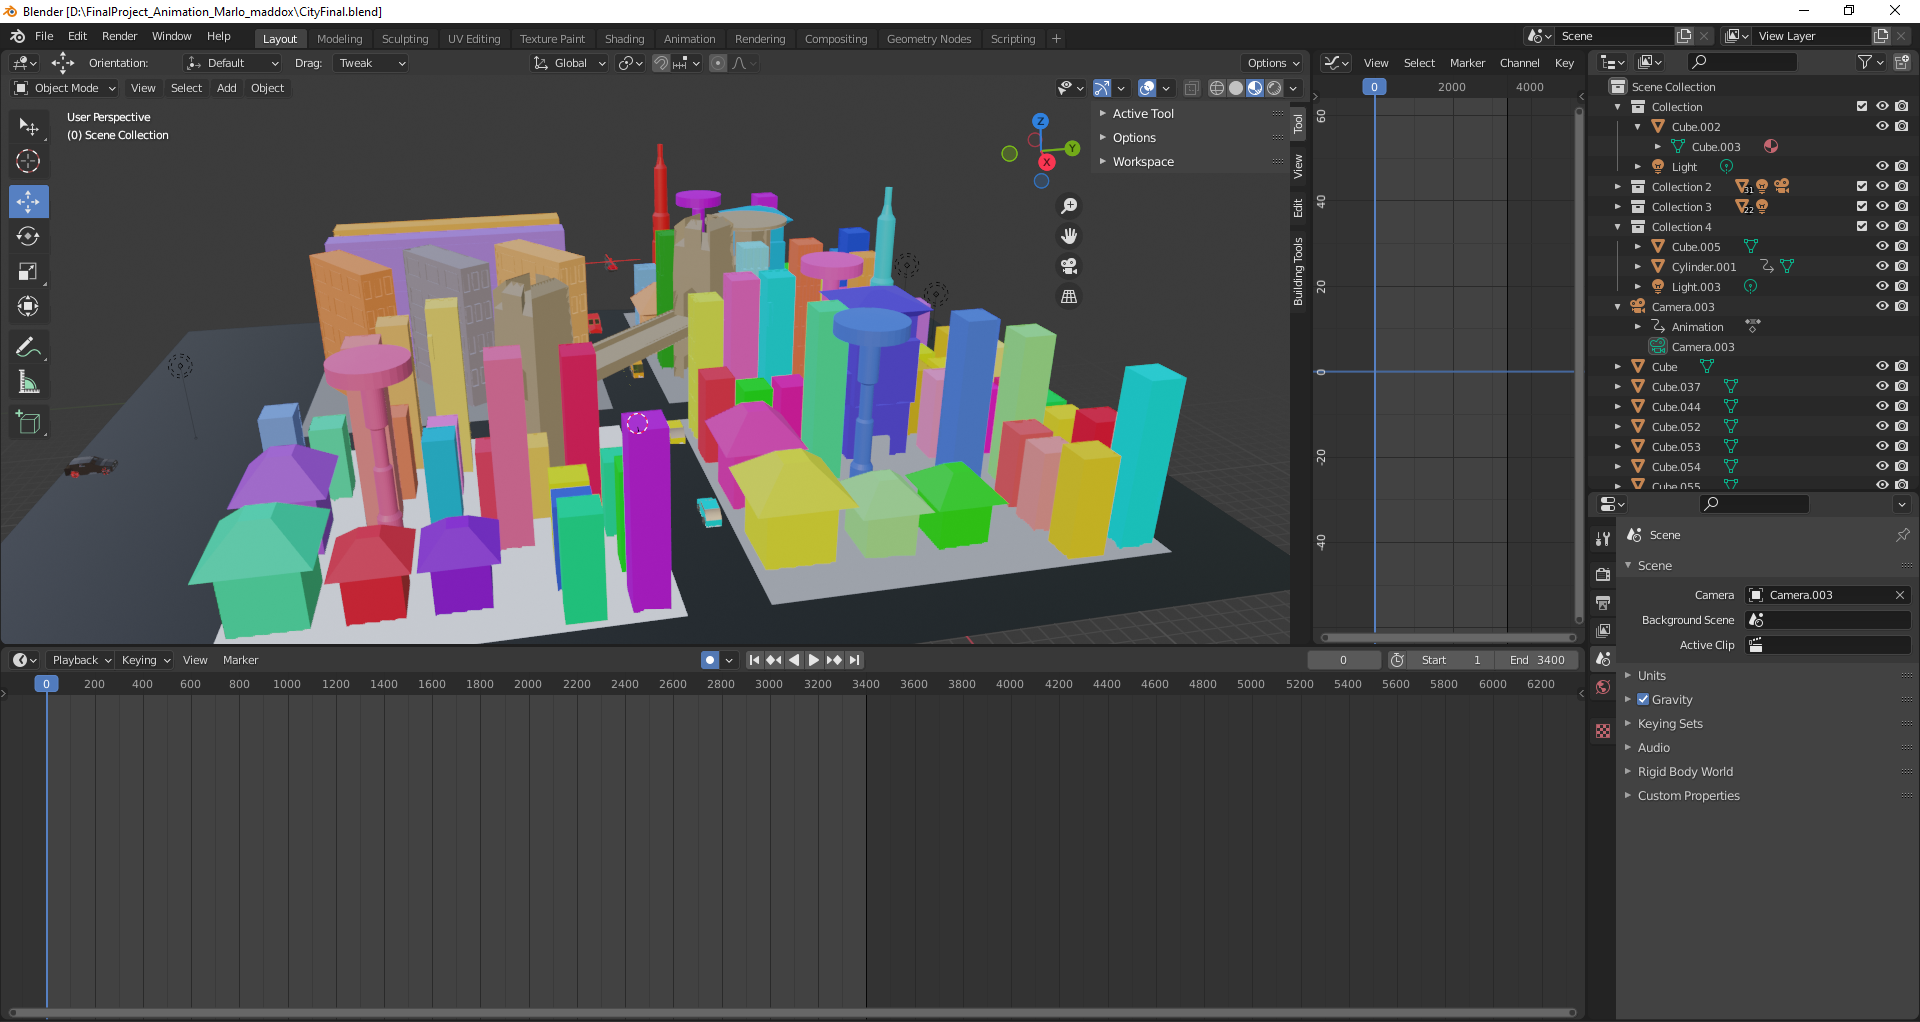 Blender [D:\FinalProject_Animation_Marlo_maddox\CityFinal.blend]
File Edit Render Window Help Layout Modeling Sculpting UV Editing Texture Paint Shading Animation Rendering Compositing Geometry Nodes Scripting + Scene View Layer
Orientation: Default Drag: Tweak Global Options
Object Mode View Select Add Object
User Perspective
(0) Scene Collection
Z
Y
X
Active Tool
Options
Workspace
Tool
View
Edit
Building Tools
View Select Marker Channel Key
0 2000 4000
60
40
20
0
-20
-40
Scene Collection
Collection
Cube.002
Cube.003
Light
Collection 2 31
Collection 3 22
Collection 4
Cube.005
Cylinder.001
Light.003
Camera.003
Animation
Camera.003
Cube
Cube.037
Cube.044
Cube.052
Cube.053
Cube.054
Cube.055
Scene
Scene
Camera Camera.003
Background Scene
Active Clip
Units
Gravity
Keying Sets
Audio
Rigid Body World
Custom Properties
Playback Keying View Marker 0 Start 1 End 3400
0 200 400 600 800 1000 1200 1400 1600 1800 2000 2200 2400 2600 2800 3000 3200 3400 3600 3800 4000 4200 4400 4600 4800 5000 5200 5400 5600 5800 6000 6200